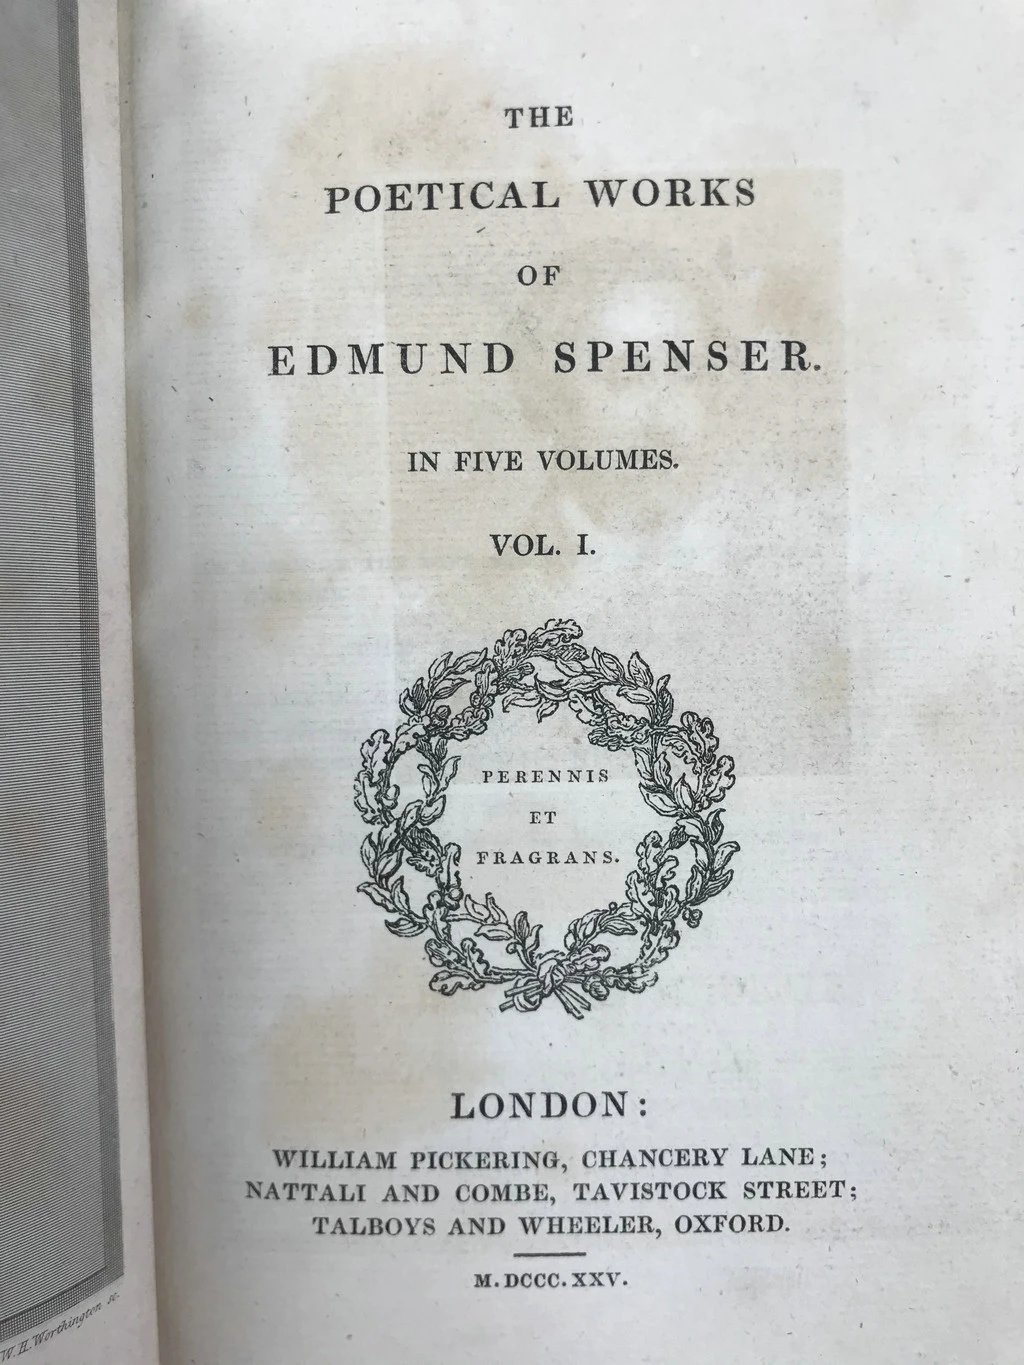 THE
POETICAL WORKS
OF
EDMUND SPENSER.
IN FIVE VOLUMES.
VOL. I.
PERENNIS
ET
FRAGRANS.
LONDON:
WILLIAM PICKERING, CHANCERY LANE;
NATTALI AND COMBE, TAVISTOCK STREET;
TALBOYS AND WHEELER, OXFORD.
M.DCCC.XXV.
W. H. Worthington sc.